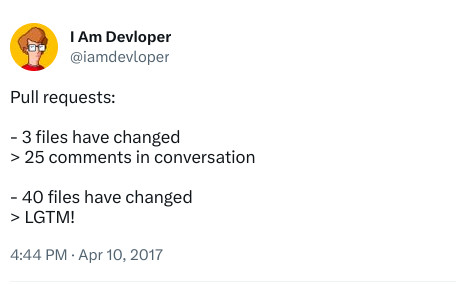 I Am Devloper
@iamdevloper
Pull requests:
- 3 files have changed
> 25 comments in conversation
- 40 files have changed
> LGTM!
4:44 PM · Apr 10, 2017